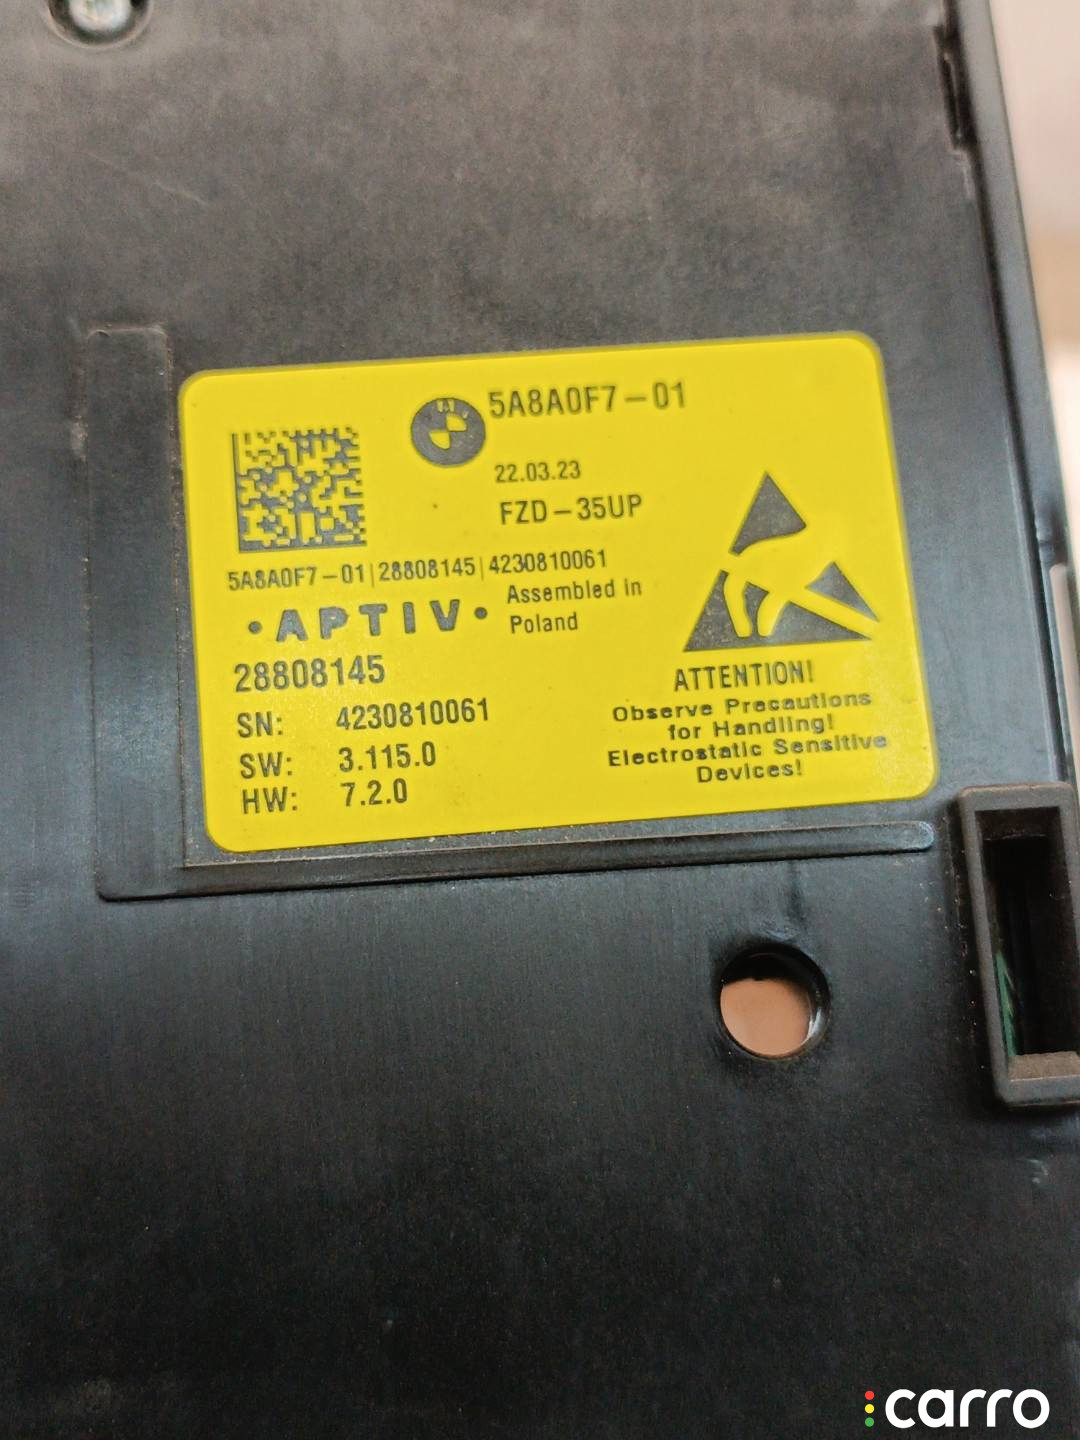 5A8A0F7-01
22.03.23
FZD-35UP
5A8A0F7-01|28808145|4230810061
•APTIV• Assembled in
Poland
28808145
SN: 4230810061
SW: 3.115.0
HW: 7.2.0
ATTENTION!
Observe Precautions
for Handling!
Electrostatic Sensitive
Devices!
carro